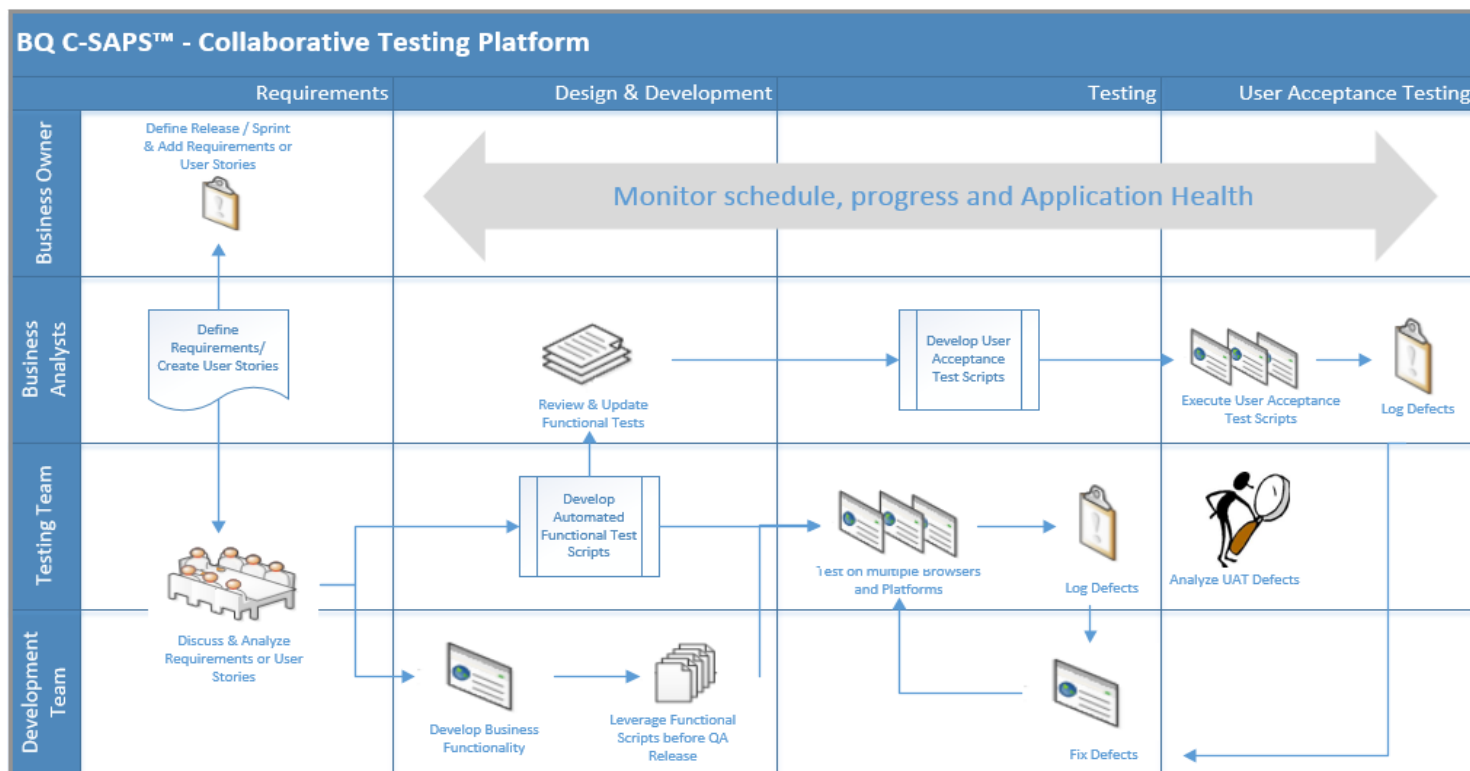 BQ C-SAPS™ - Collaborative Testing Platform
Requirements
Design & Development
Testing
User Acceptance Testing
Business Owner
Define Release / Sprint
& Add Requirements or
User Stories
Monitor schedule, progress and Application Health
Business
Analysts
Define
Requirements/
Create User Stories
Review & Update
Functional Tests
Develop User
Acceptance
Test Scripts
Execute User Acceptance
Test Scripts
Log Defects
Testing Team
Develop
Automated
Functional Test
Scripts
Test on Multiple Browsers
and Platforms
Log Defects
Analyze UAT Defects
Discuss & Analyze
Requirements or User
Stories
Development
Team
Develop Business
Functionality
Leverage Functional
Scripts before QA
Release
Fix Defects